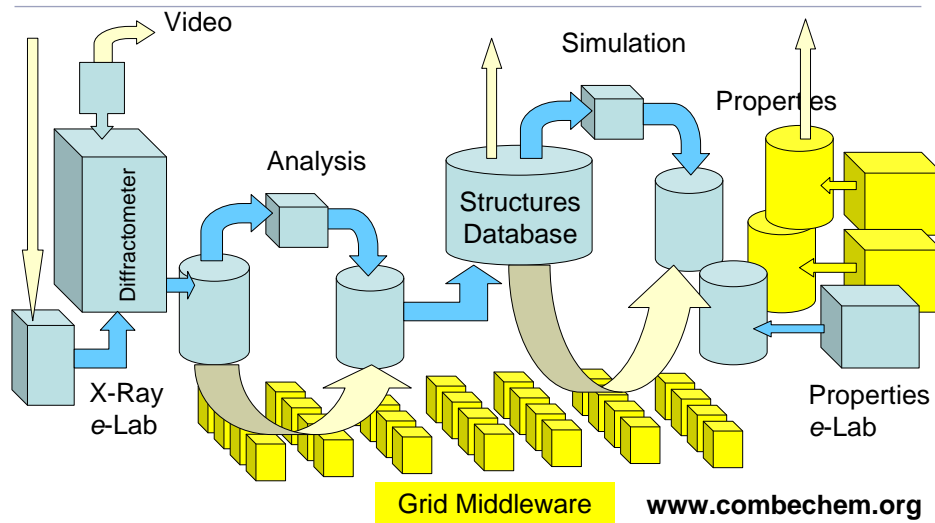 Video
Simulation
Properties
Analysis
Diffractometer
Structures
Database
X-Ray
e-Lab
Properties
e-Lab
Grid Middleware
www.combechem.org